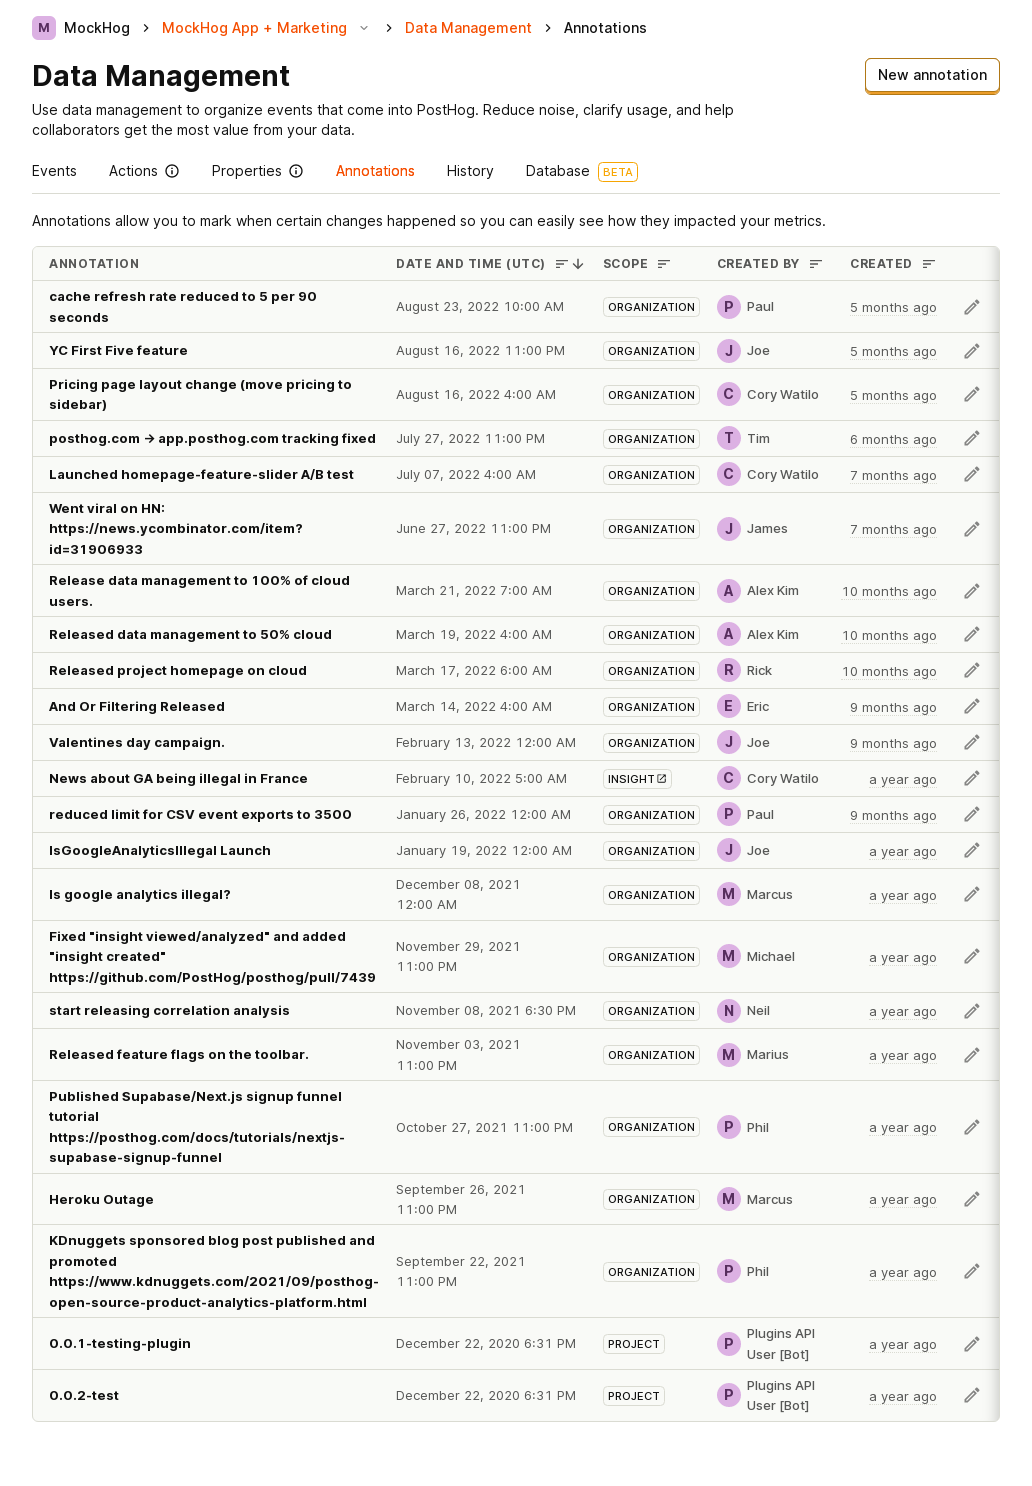 M MockHog > MockHog App + Marketing > Data Management > Annotations
Data Management
New annotation
Use data management to organize events that come into PostHog. Reduce noise, clarify usage, and help
collaborators get the most value from your data.
Events Actions Properties Annotations History Database BETA
Annotations allow you to mark when certain changes happened so you can easily see how they impacted your metrics.
ANNOTATION DATE AND TIME (UTC) SCOPE CREATED BY CREATED
cache refresh rate reduced to 5 per 90
seconds
August 23, 2022 10:00 AM ORGANIZATION P Paul 5 months ago
YC First Five feature August 16, 2022 11:00 PM ORGANIZATION J Joe 5 months ago
Pricing page layout change (move pricing to
sidebar)
August 16, 2022 4:00 AM ORGANIZATION C Cory Watilo 5 months ago
posthog.com → app.posthog.com tracking fixed July 27, 2022 11:00 PM ORGANIZATION T Tim 6 months ago
Launched homepage-feature-slider A/B test July 07, 2022 4:00 AM ORGANIZATION C Cory Watilo 7 months ago
Went viral on HN:
https://news.ycombinator.com/item?
id=31906933
June 27, 2022 11:00 PM ORGANIZATION J James 7 months ago
Release data management to 100% of cloud
users.
March 21, 2022 7:00 AM ORGANIZATION A Alex Kim 10 months ago
Released data management to 50% cloud March 19, 2022 4:00 AM ORGANIZATION A Alex Kim 10 months ago
Released project homepage on cloud March 17, 2022 6:00 AM ORGANIZATION R Rick 10 months ago
And Or Filtering Released March 14, 2022 4:00 AM ORGANIZATION E Eric 9 months ago
Valentines day campaign. February 13, 2022 12:00 AM ORGANIZATION J Joe 9 months ago
News about GA being illegal in France February 10, 2022 5:00 AM INSIGHT C Cory Watilo a year ago
reduced limit for CSV event exports to 3500 January 26, 2022 12:00 AM ORGANIZATION P Paul 9 months ago
IsGoogleAnalyticsIllegal Launch January 19, 2022 12:00 AM ORGANIZATION J Joe a year ago
Is google analytics illegal? December 08, 2021
12:00 AM
ORGANIZATION M Marcus a year ago
Fixed "insight viewed/analyzed" and added
"insight created"
https://github.com/PostHog/posthog/pull/7439
November 29, 2021
11:00 PM
ORGANIZATION M Michael a year ago
start releasing correlation analysis November 08, 2021 6:30 PM ORGANIZATION N Neil a year ago
Released feature flags on the toolbar. November 03, 2021
11:00 PM
ORGANIZATION M Marius a year ago
Published Supabase/Next.js signup funnel
tutorial
https://posthog.com/docs/tutorials/nextjs-
supabase-signup-funnel
October 27, 2021 11:00 PM ORGANIZATION P Phil a year ago
Heroku Outage September 26, 2021
11:00 PM
ORGANIZATION M Marcus a year ago
KDnuggets sponsored blog post published and
promoted
https://www.kdnuggets.com/2021/09/posthog-
open-source-product-analytics-platform.html
September 22, 2021
11:00 PM
ORGANIZATION P Phil a year ago
0.0.1-testing-plugin December 22, 2020 6:31 PM PROJECT P Plugins API
User [Bot]
a year ago
0.0.2-test December 22, 2020 6:31 PM PROJECT P Plugins API
User [Bot]
a year ago